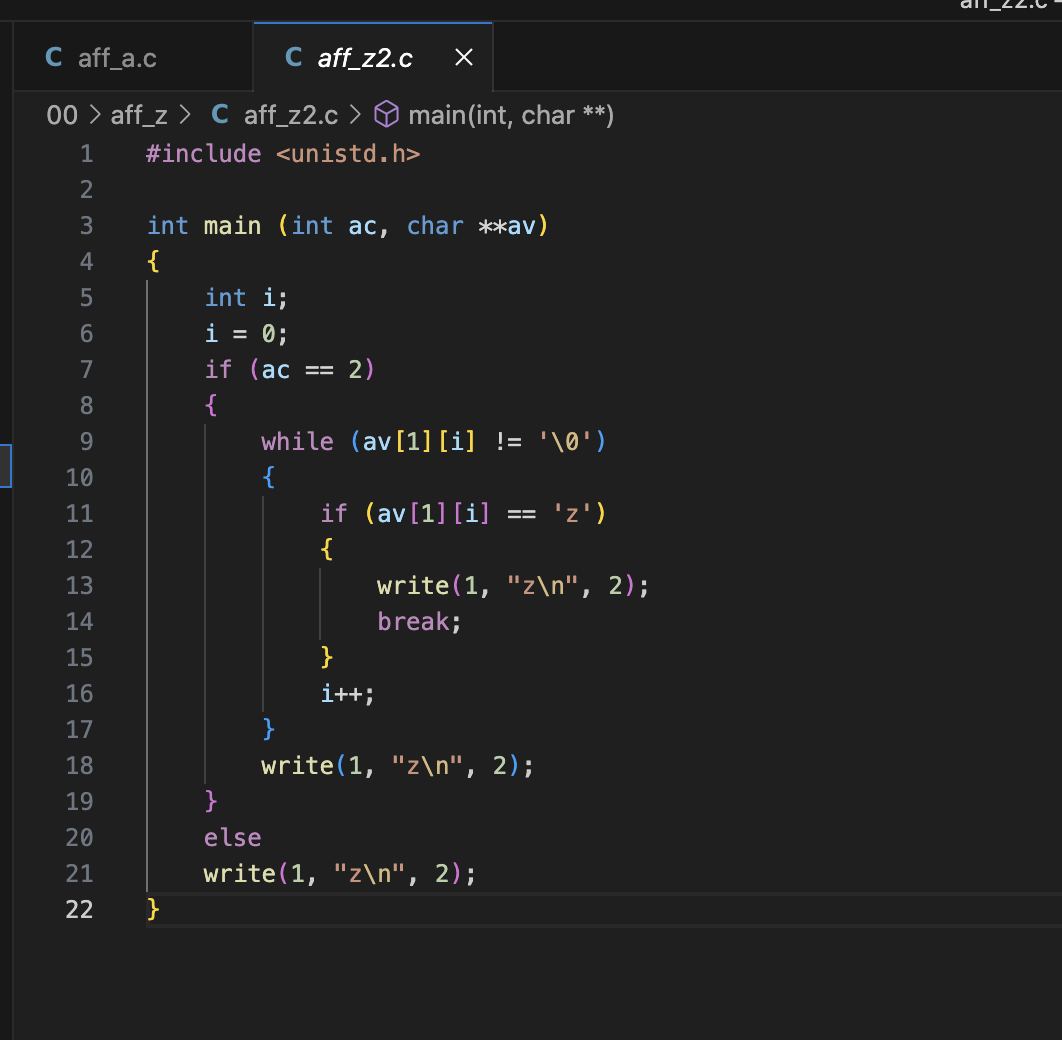 aff_z2.c -
C aff_a.c
C aff_z2.c ×
00 > aff_z > C aff_z2.c > main(int, char **)
1 #include <unistd.h>
2
3 int main (int ac, char **av)
4 {
5     int i;
6     i = 0;
7     if (ac == 2)
8     {
9         while (av[1][i] != '\0')
10         {
11             if (av[1][i] == 'z')
12             {
13                 write(1, "z\n", 2);
14                 break;
15             }
16             i++;
17         }
18         write(1, "z\n", 2);
19     }
20     else
21     write(1, "z\n", 2);
22 }